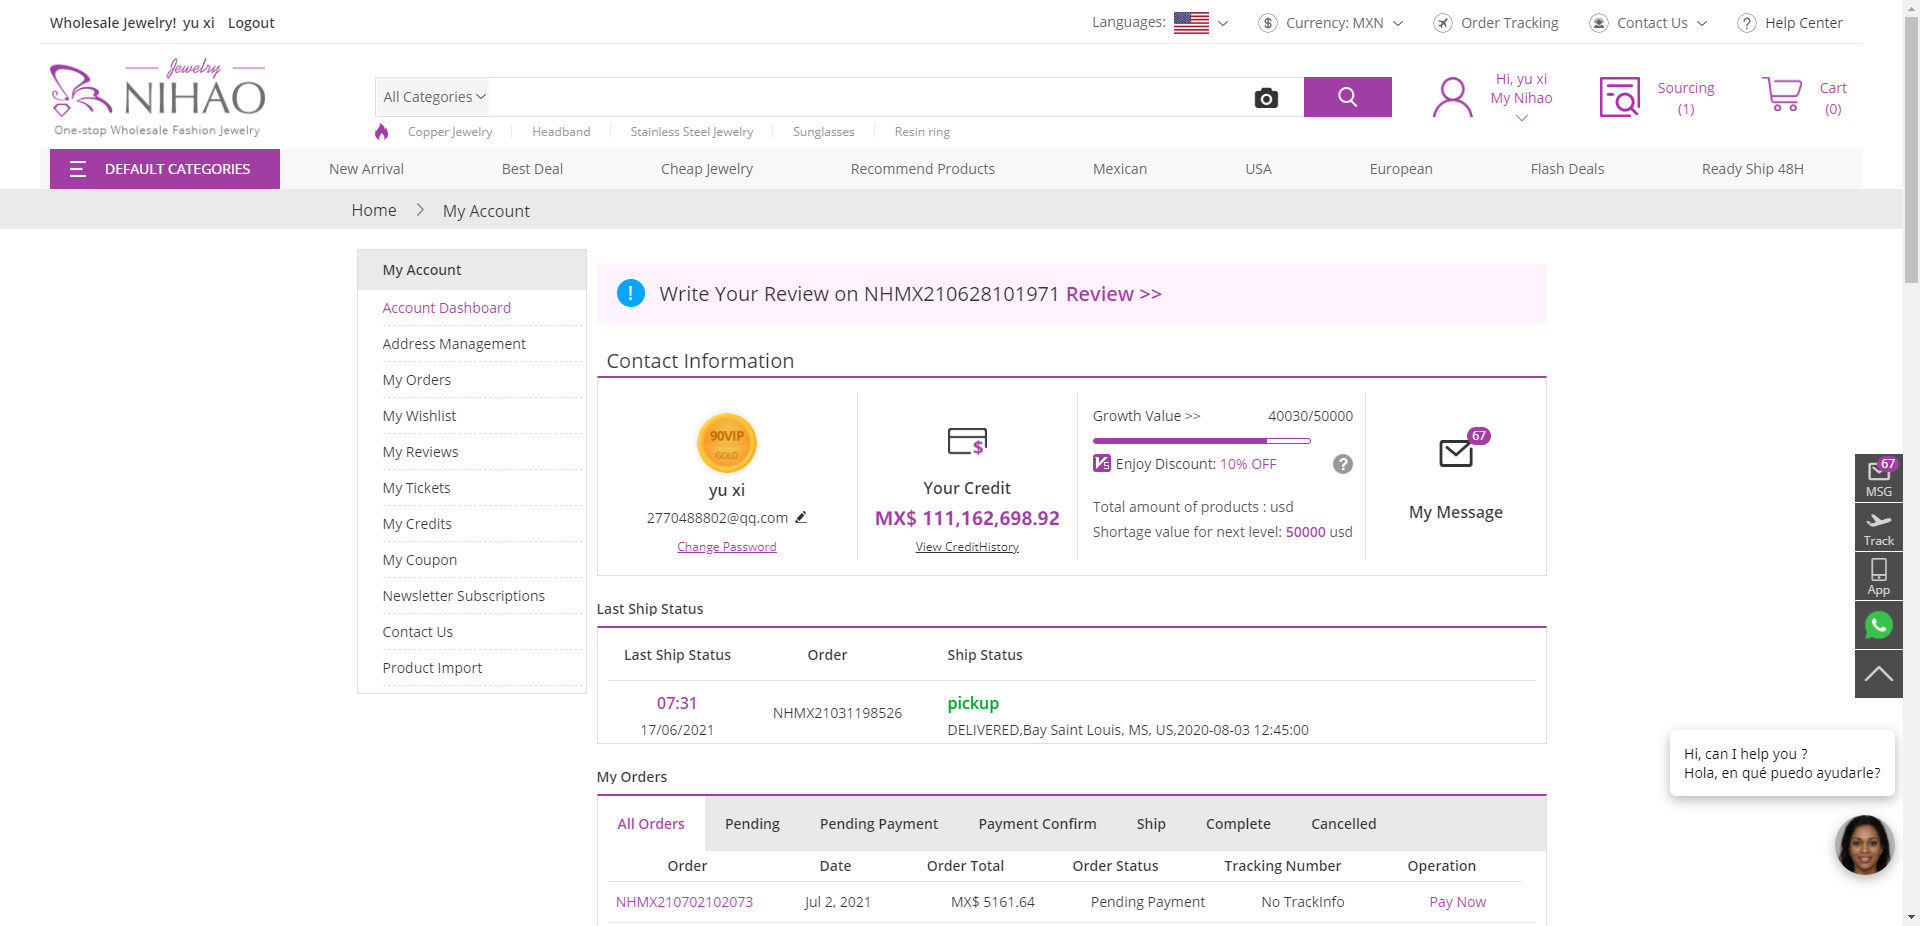 Wholesale Jewelry! yu xi Logout
Languages: Currency: MXN Order Tracking Contact Us Help Center
Jewelry
NIHAO
One-stop Wholesale Fashion Jewelry
All Categories
Hi, yu xi
My Nihao
Sourcing
(1)
Cart
(0)
Copper Jewelry Headband Stainless Steel Jewelry Sunglasses Resin ring
DEFAULT CATEGORIES New Arrival Best Deal Cheap Jewelry Recommend Products Mexican USA European Flash Deals Ready Ship 48H
Home My Account
My Account
Account Dashboard
Address Management
My Orders
My Wishlist
My Reviews
My Tickets
My Credits
My Coupon
Newsletter Subscriptions
Contact Us
Product Import
! Write Your Review on NHMX210628101971 Review >>
Contact Information
90VIP
GOLD
yu xi
2770488802@qq.com
Change Password
$
Your Credit
MX$ 111,162,698.92
View CreditHistory
Growth Value >> 40030/50000
Enjoy Discount: 10% OFF ?
Total amount of products : usd
Shortage value for next level: 50000 usd
67
My Message
Last Ship Status
Last Ship Status Order Ship Status
07:31
17/06/2021
NHMX21031198526
pickup
DELIVERED,Bay Saint Louis, MS, US,2020-08-03 12:45:00
My Orders
All Orders Pending Pending Payment Payment Confirm Ship Complete Cancelled
Order Date Order Total Order Status Tracking Number Operation
NHMX210702102073 Jul 2, 2021 MX$ 5161.64 Pending Payment No TrackInfo Pay Now
67
MSG
Track
App
Hi, can I help you ?
Hola, en qué puedo ayudarle?